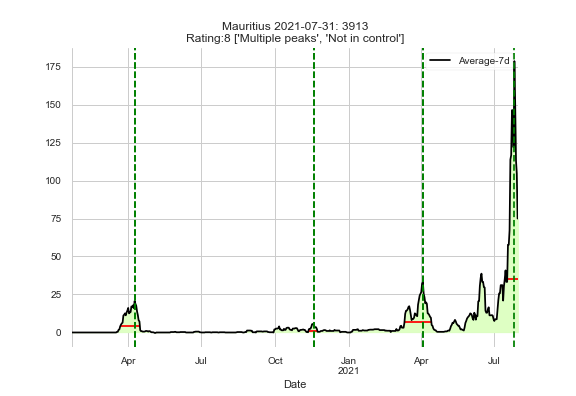 Mauritius 2021-07-31: 3913
Rating:8 ['Multiple peaks', 'Not in control']
Average-7d
175
150
125
100
75
50
25
0
Apr
Jul
Oct
Jan
2021
Apr
Jul
Date